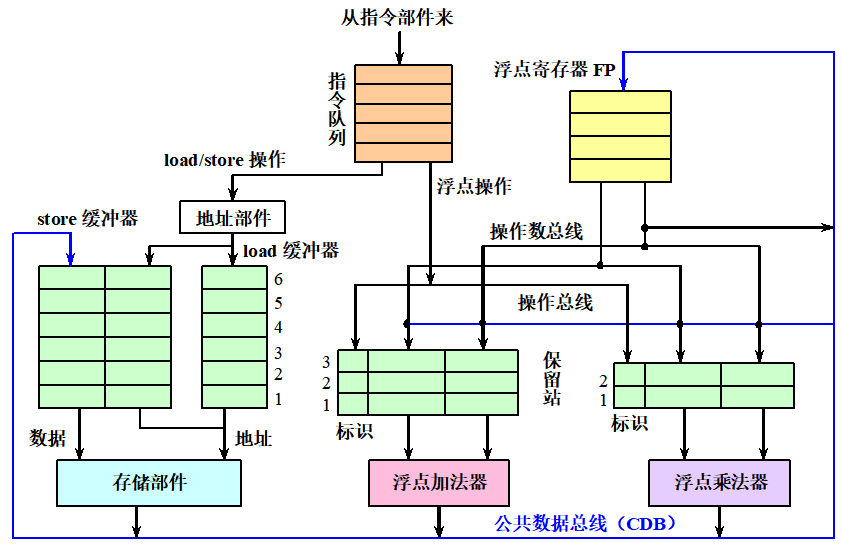 从指令部件来
指令队列
浮点寄存器 FP
load/store 操作
浮点操作
地址部件
store 缓冲器
load 缓冲器
操作数总线
操作总线
6
5
4
3
2
1
3
2
1
保留站
2
1
标识
标识
数据
地址
存储部件
浮点加法器
浮点乘法器
公共数据总线（CDB）